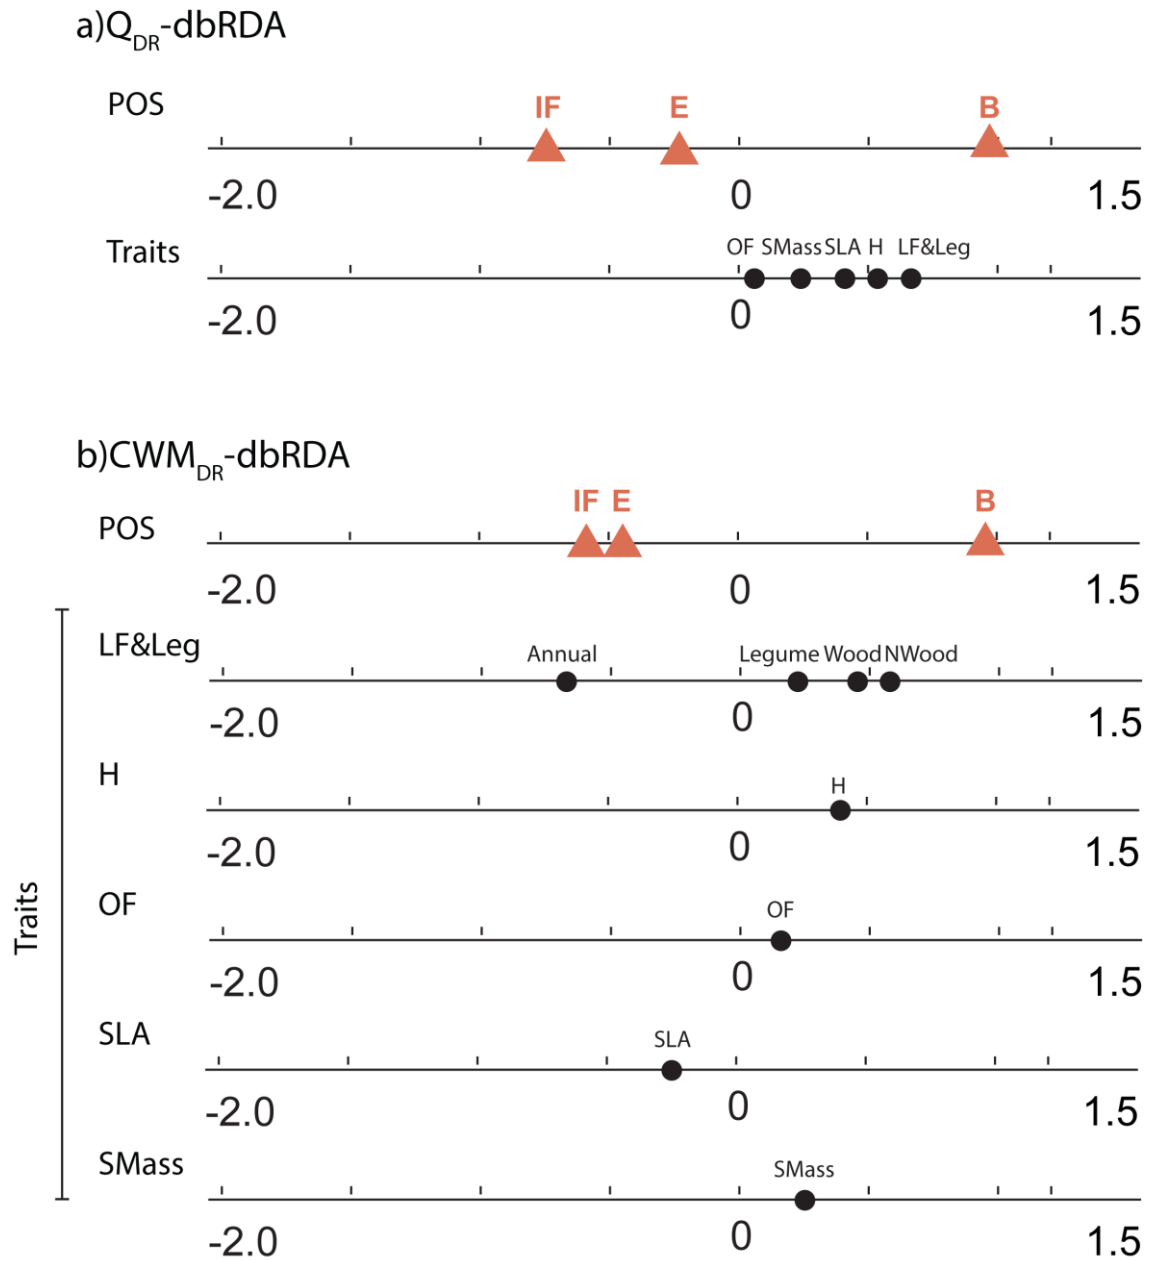 a)QDR-dbRDA
POS
IF E B
-2.0 0 1.5
Traits
OF SMass SLA H LF&Leg
-2.0 0 1.5
b)CWMDR-dbRDA
POS
IF E B
-2.0 0 1.5
LF&Leg
Annual Legume Wood NWood
-2.0 0 1.5
H
H
-2.0 0 1.5
Traits
OF
OF
-2.0 0 1.5
SLA
SLA
-2.0 0 1.5
SMass
SMass
-2.0 0 1.5